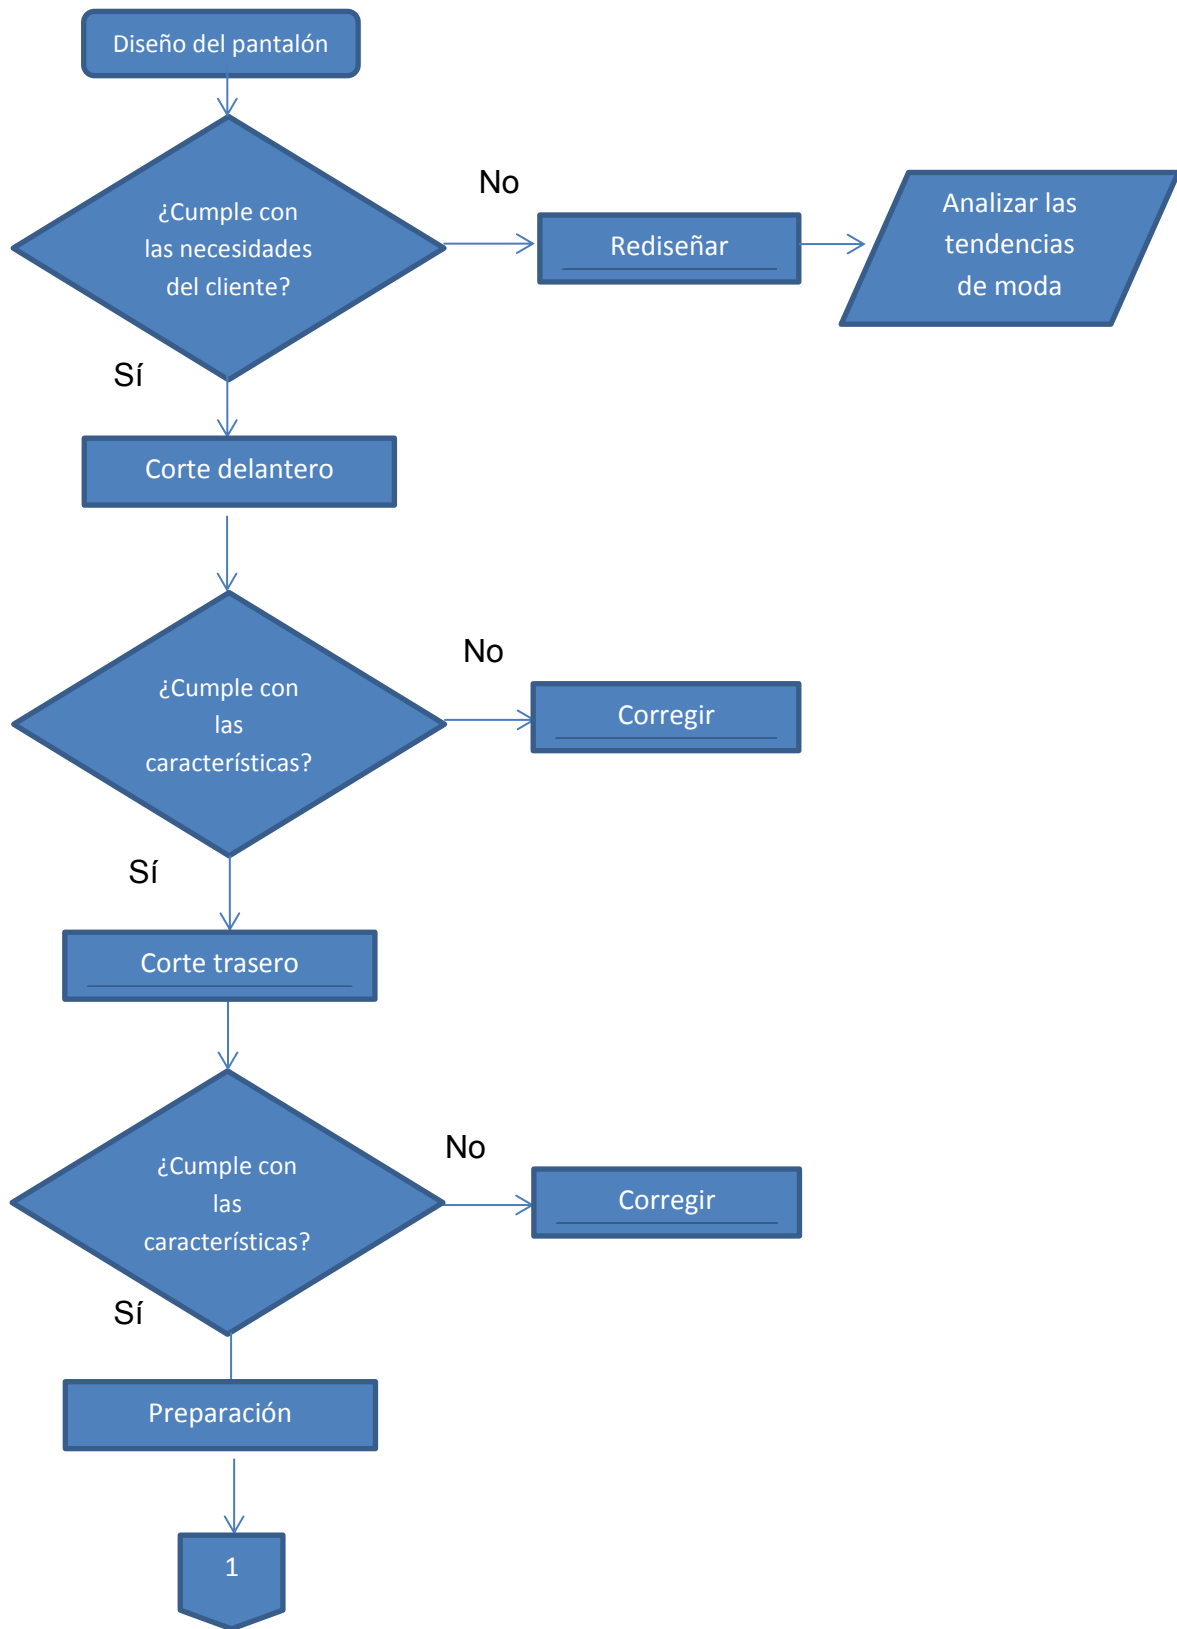 Diseño del pantalón
¿Cumple con
las necesidades
del cliente?
No
Rediseñar
Analizar las
tendencias
de moda
Sí
Corte delantero
¿Cumple con
las
características?
No
Corregir
Sí
Corte trasero
¿Cumple con
las
características?
No
Corregir
Sí
Preparación
1